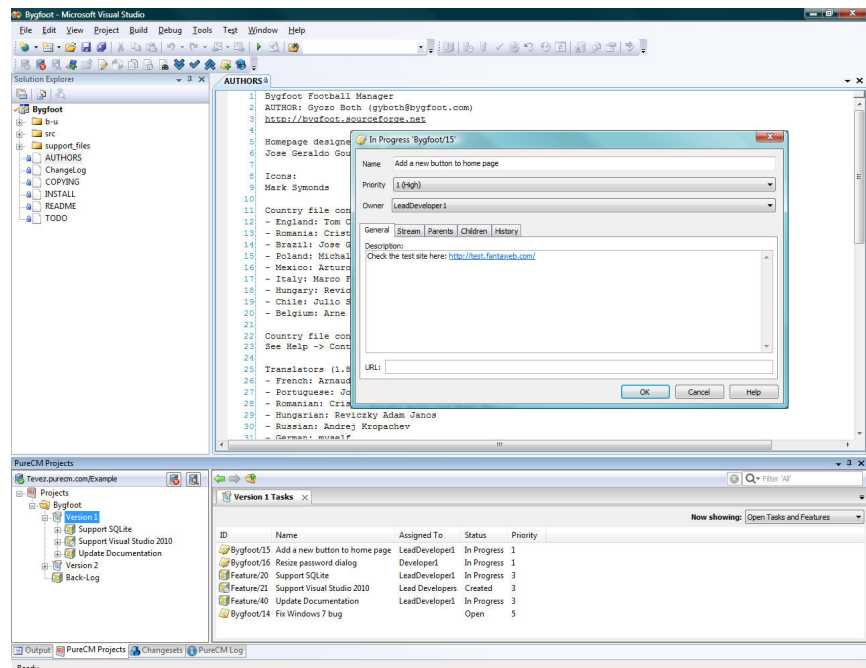 Bygfoot - Microsoft Visual Studio
File Edit View Project Build Debug Tools Test Window Help
Solution Explorer
Bygfoot
b-u
src
support_files
AUTHORS
ChangeLog
COPYING
INSTALL
README
TODO
AUTHORS
1 Bygfoot Football Manager
2 AUTHOR: Gyozo Both (gyboth@bygfoot.com)
3 http://bygfoot.sourceforge.net
4
5 Homepage designe
6 Jose Geraldo Gou
7
8 Icons:
9 Mark Symonds
10
11 Country file con
12 - England: Tom C
13 - Romania: Crist
14 - Brazil: Jose G
15 - Poland: Michal
16 - Mexico: Arturo
17 - Italy: Marco F
18 - Hungary: Revic
19 - Chile: Julio S
20 - Belgium: Arne
21
22 Country file con
23 See Help -> Cont
24
25 Translators (1.8
26 - French: Arnaud
27 - Portuguese: Jo
28 - Romanian: Cris
29 - Hungarian: Reviczky Adam Janos
30 - Russian: Andrej Kropachev
31 - German: myself
In Progress 'Bygfoot/15'
Name Add a new button to home page
Priority 1 (High)
Owner LeadDeveloper1
General Stream Parents Children History
Description:
Check the test site here: http://test.fantaweb.com/
URL:
OK Cancel Help
PureCM Projects
Tevez.purecm.com/Example
Projects
Bygfoot
Version 1
Support SQLite
Support Visual Studio 2010
Update Documentation
Version 2
Back-Log
Filter 'All'
Version 1 Tasks
Now showing: Open Tasks and Features
ID Name Assigned To Status Priority
Bygfoot/15 Add a new button to home page LeadDeveloper1 In Progress 1
Bygfoot/16 Resize password dialog Developer1 In Progress 1
Feature/20 Support SQLite LeadDeveloper1 In Progress 3
Feature/21 Support Visual Studio 2010 Lead Developers Created 3
Feature/40 Update Documentation LeadDeveloper1 In Progress 3
Bygfoot/14 Fix Windows 7 bug Open 5
Output PureCM Projects Changesets PureCM Log
Ready